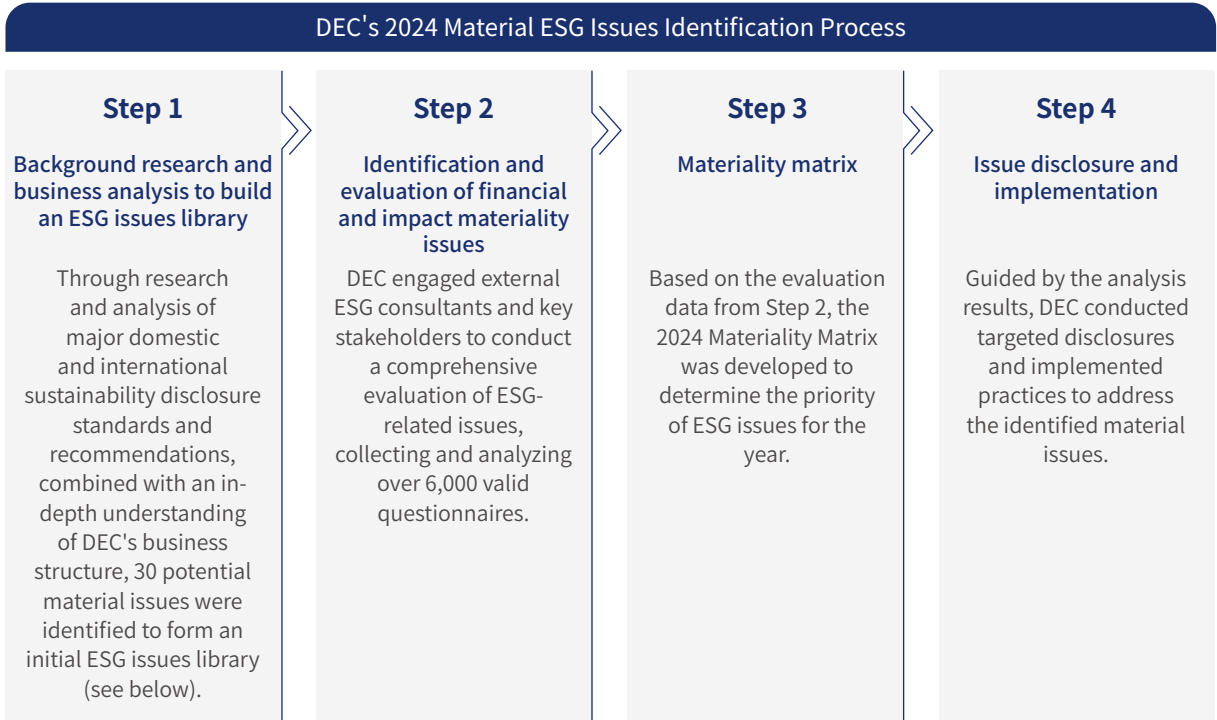 DEC's 2024 Material ESG Issues Identification Process
Step 1
Background research and
business analysis to build
an ESG issues library
Through research
and analysis of
major domestic
and international
sustainability disclosure
standards and
recommendations,
combined with an in-
depth understanding
of DEC's business
structure, 30 potential
material issues were
identified to form an
initial ESG issues library
(see below).
Step 2
Identification and
evaluation of financial
and impact materiality
issues
DEC engaged external
ESG consultants and key
stakeholders to conduct
a comprehensive
evaluation of ESG-
related issues,
collecting and analyzing
over 6,000 valid
questionnaires.
Step 3
Materiality matrix
Based on the evaluation
data from Step 2, the
2024 Materiality Matrix
was developed to
determine the priority
of ESG issues for the
year.
Step 4
Issue disclosure and
implementation
Guided by the analysis
results, DEC conducted
targeted disclosures
and implemented
practices to address
the identified material
issues.